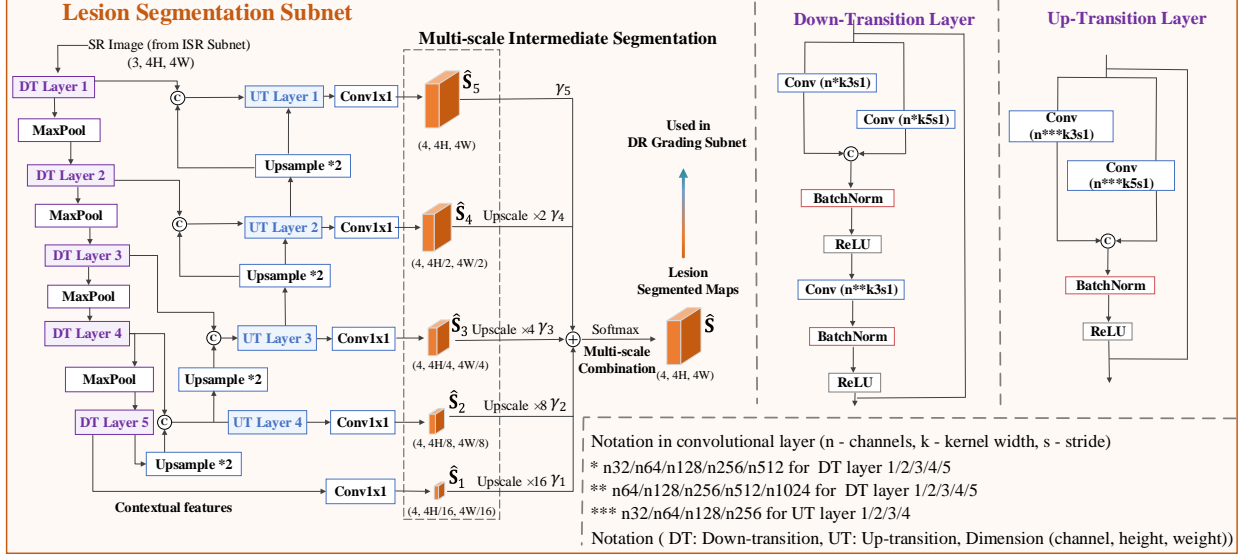 Lesion Segmentation Subnet
SR Image (from ISR Subnet)
(3, 4H, 4W)
DT Layer 1
MaxPool
DT Layer 2
MaxPool
DT Layer 3
MaxPool
DT Layer 4
MaxPool
DT Layer 5
Upsample *2
Contextual features
C
UT Layer 1
Conv1x1
Upsample *2
C
UT Layer 2
Conv1x1
Upsample *2
C
UT Layer 3
Conv1x1
Upsample *2
C
UT Layer 4
Conv1x1
Conv1x1
Multi-scale Intermediate Segmentation
Ŝ5
γ5
(4, 4H, 4W)
Ŝ4
Upscale ×2 γ4
(4, 4H/2, 4W/2)
Ŝ3
Upscale ×4 γ3
(4, 4H/4, 4W/4)
Ŝ2
Upscale ×8 γ2
(4, 4H/8, 4W/8)
Ŝ1
Upscale ×16 γ1
(4, 4H/16, 4W/16)
+
Softmax
Multi-scale
Combination
Used in
DR Grading Subnet
Lesion
Segmented Maps
Ŝ
(4, 4H, 4W)
Down-Transition Layer
Conv (n*k3s1)
Conv (n*k5s1)
C
BatchNorm
ReLU
Conv (n**k3s1)
BatchNorm
ReLU
Up-Transition Layer
Conv
(n***k3s1)
Conv
(n***k5s1)
C
BatchNorm
ReLU
Notation in convolutional layer (n - channels, k - kernel width, s - stride)
* n32/n64/n128/n256/n512 for DT layer 1/2/3/4/5
** n64/n128/n256/n512/n1024 for DT layer 1/2/3/4/5
*** n32/n64/n128/n256 for UT layer 1/2/3/4
Notation ( DT: Down-transition, UT: Up-transition, Dimension (channel, height, weight))